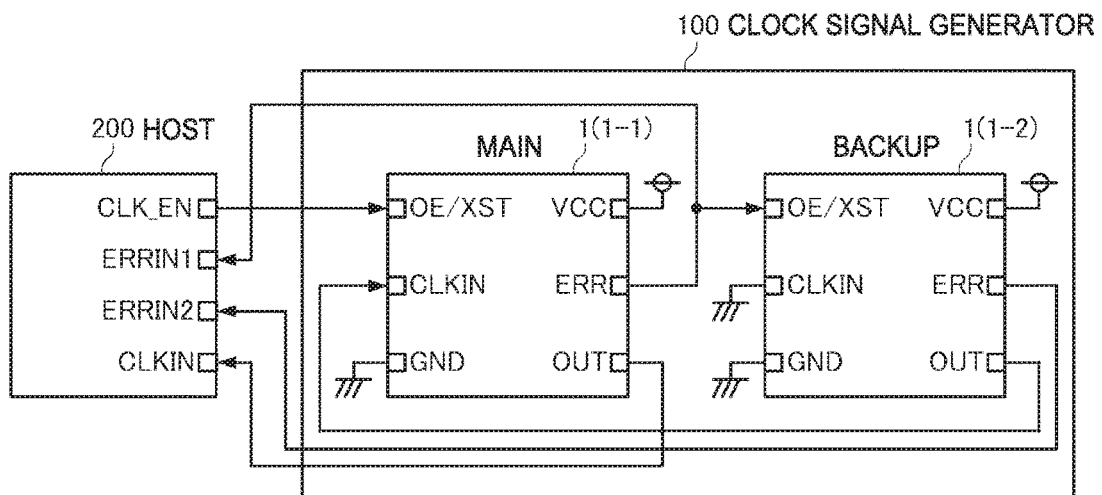 100 CLOCK SIGNAL GENERATOR
200 HOST
CLK_EN
ERRIN1
ERRIN2
CLKIN
MAIN
1(1-1)
OE/XST
VCC
CLKIN
ERR
GND
OUT
BACKUP
1(1-2)
OE/XST
VCC
CLKIN
ERR
GND
OUT